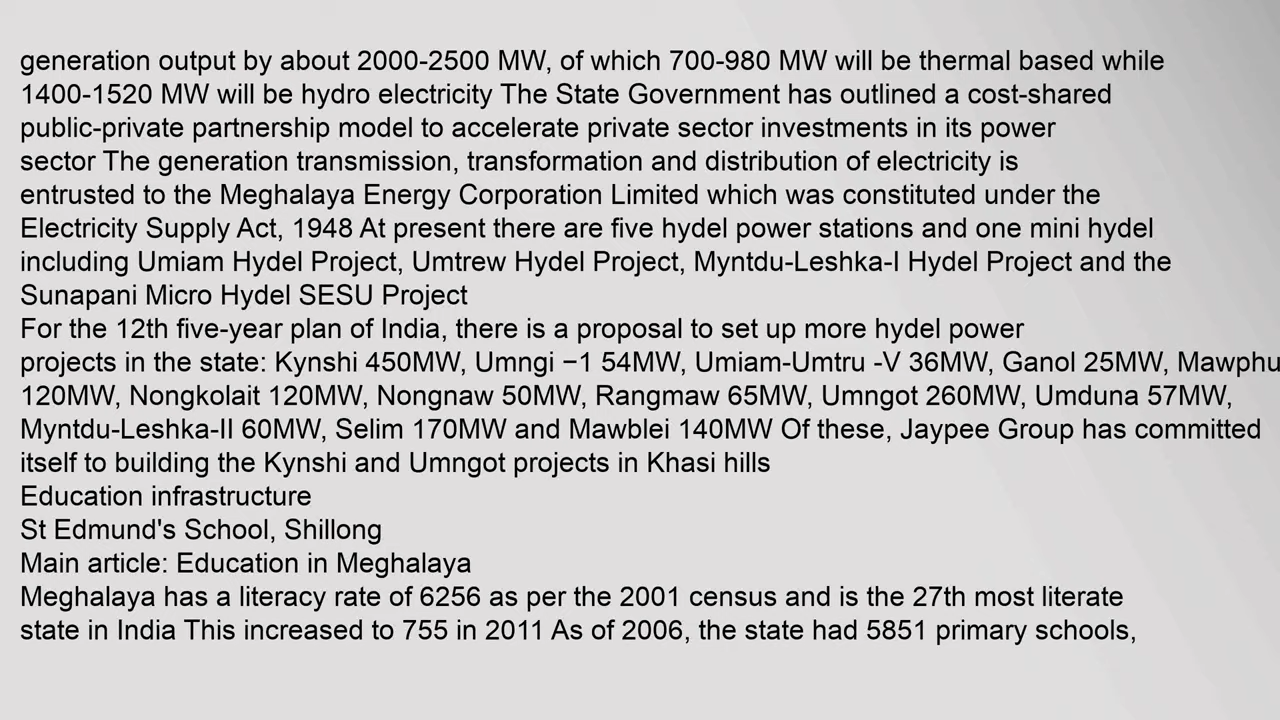 generation output by about 2000-2500 MW, of which 700-980 MW will be thermal based while
1400-1520 MW will be hydro electricity The State Government has outlined a cost-shared
public-private partnership model to accelerate private sector investments in its power
sector The generation transmission, transformation and distribution of electricity is
entrusted to the Meghalaya Energy Corporation Limited which was constituted under the
Electricity Supply Act, 1948 At present there are five hydel power stations and one mini hydel
including Umiam Hydel Project, Umtrew Hydel Project, Myntdu-Leshka-I Hydel Project and the
Sunapani Micro Hydel SESU Project
For the 12th five-year plan of India, there is a proposal to set up more hydel power
projects in the state: Kynshi 450MW, Umngi −1 54MW, Umiam-Umtru -V 36MW, Ganol 25MW, Mawphu
120MW, Nongkolait 120MW, Nongnaw 50MW, Rangmaw 65MW, Umngot 260MW, Umduna 57MW,
Myntdu-Leshka-II 60MW, Selim 170MW and Mawblei 140MW Of these, Jaypee Group has committed
itself to building the Kynshi and Umngot projects in Khasi hills
Education infrastructure
St Edmund's School, Shillong
Main article: Education in Meghalaya
Meghalaya has a literacy rate of 6256 as per the 2001 census and is the 27th most literate
state in India This increased to 755 in 2011 As of 2006, the state had 5851 primary schools,